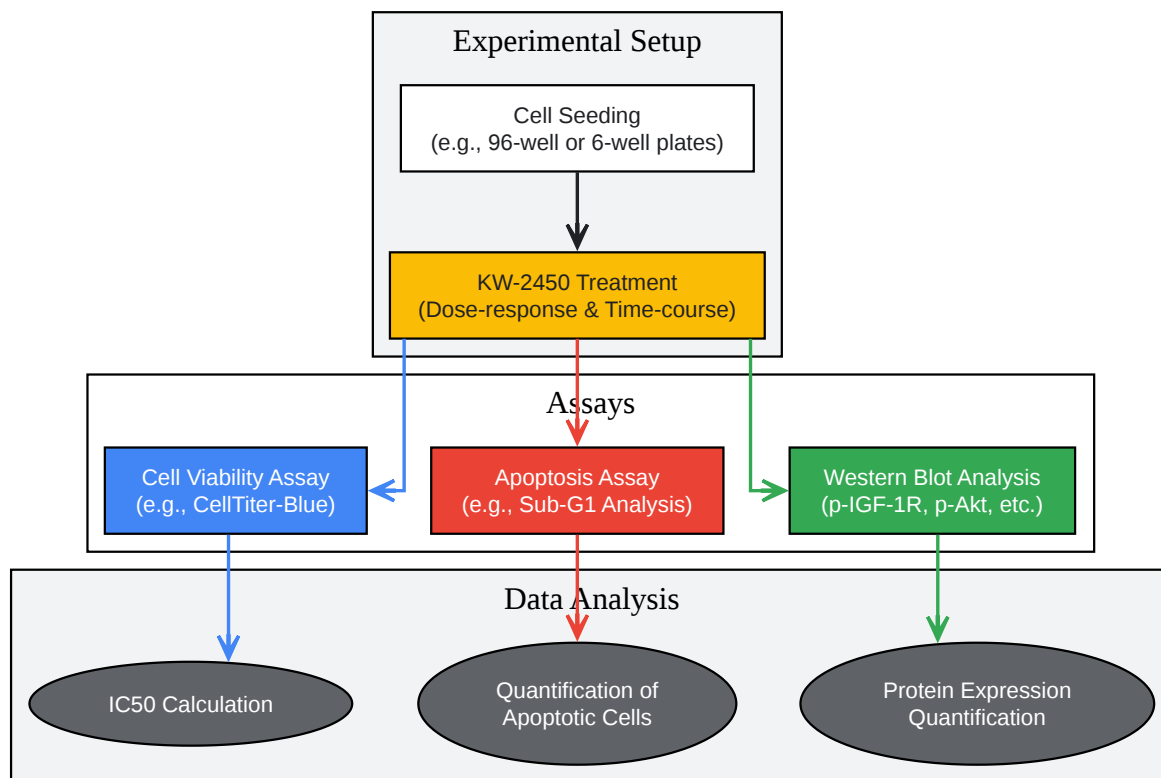 Experimental Setup
Cell Seeding
(e.g., 96-well or 6-well plates)
KW-2450 Treatment
(Dose-response & Time-course)
Assays
Cell Viability Assay
(e.g., CellTiter-Blue)
Apoptosis Assay
(e.g., Sub-G1 Analysis)
Western Blot Analysis
(p-IGF-1R, p-Akt, etc.)
Data Analysis
IC50 Calculation
Quantification of
Apoptotic Cells
Protein Expression
Quantification